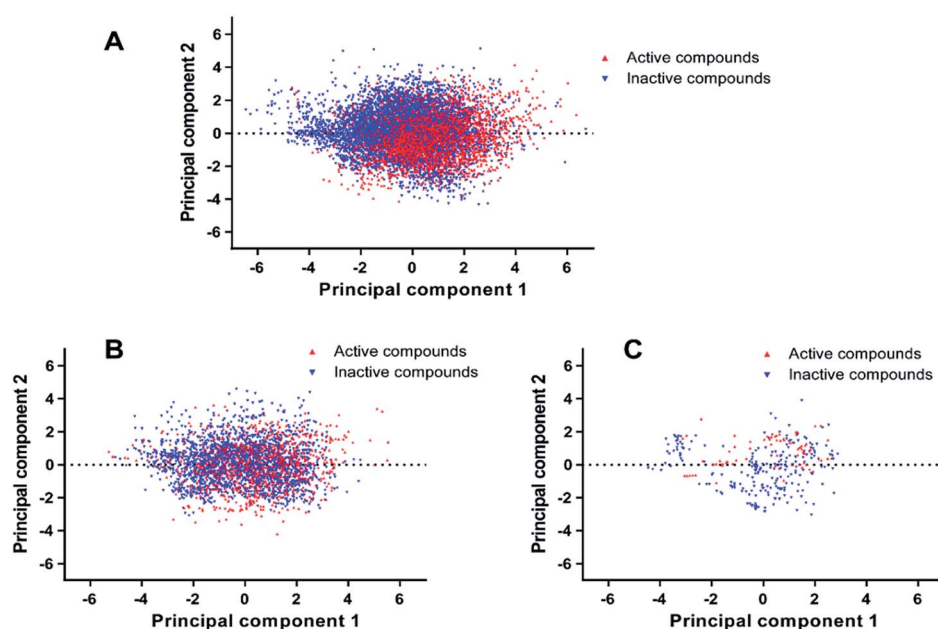 A
Active compounds
Inactive compounds
Principal component 2
6
4
2
0
-2
-4
-6
-6 -4 -2 0 2 4 6
Principal component 1
B
Active compounds
Inactive compounds
Principal component 2
6
4
2
0
-2
-4
-6
-6 -4 -2 0 2 4 6
Principal component 1
C
Active compounds
Inactive compounds
Principal component 2
6
4
2
0
-2
-4
-6
-6 -4 -2 0 2 4 6
Principal component 1